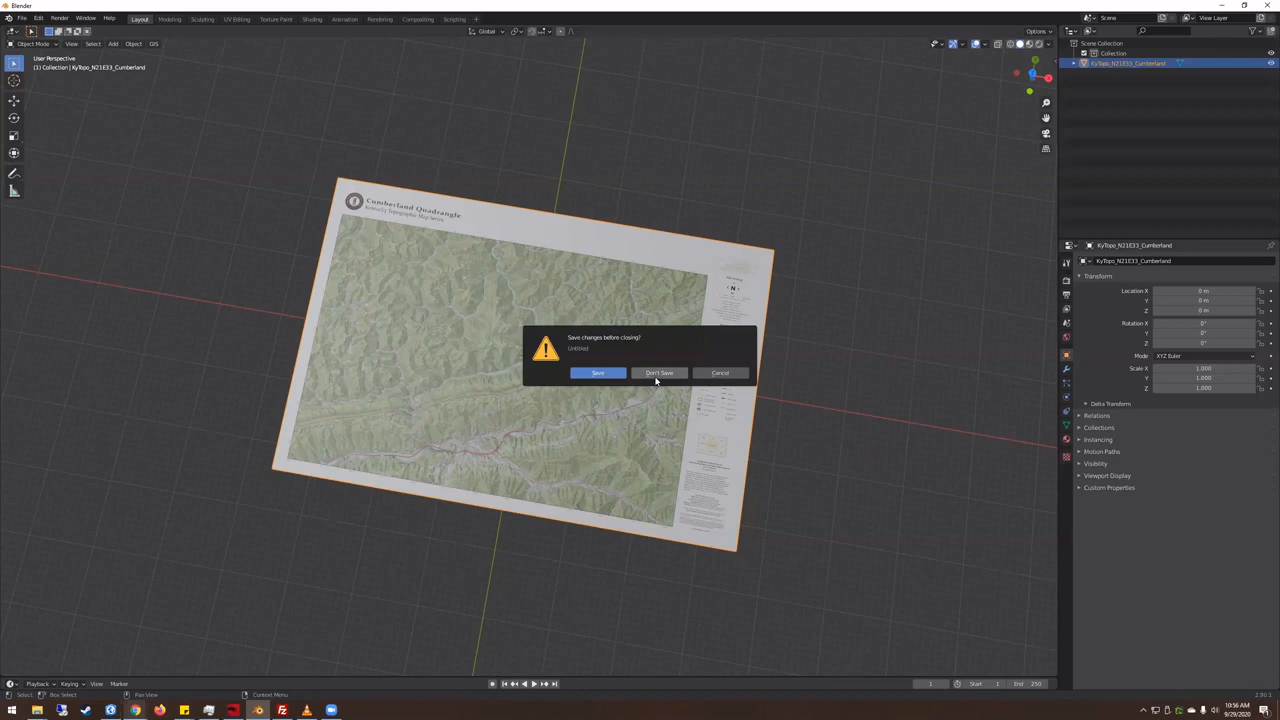 Blender
File Edit Render Window Help Layout Modeling Sculpting UV Editing Texture Paint Shading Animation Rendering Compositing Scripting + Scene View Layer
Global Options
Object Mode View Select Add Object GIS
User Perspective
(1) Collection | KyTopo_N21E33_Cumberland
Scene Collection
Collection
KyTopo_N21E33_Cumberland
Cumberland Quadrangle
Kentucky Topographic Map Series
N
Save changes before closing?
Untitled
Save Don't Save Cancel
KyTopo_N21E33_Cumberland
KyTopo_N21E33_Cumberland
Transform
Location X 0 m
Y 0 m
Z 0 m
Rotation X 0°
Y 0°
Z 0°
Mode XYZ Euler
Scale X 1.000
Y 1.000
Z 1.000
Delta Transform
Relations
Collections
Instancing
Motion Paths
Visibility
Viewport Display
Custom Properties
Playback Keying View Marker 1 Start 1 End 250
Select Box Select Pan View Context Menu 2.90.1
10:56 AM
9/29/2020